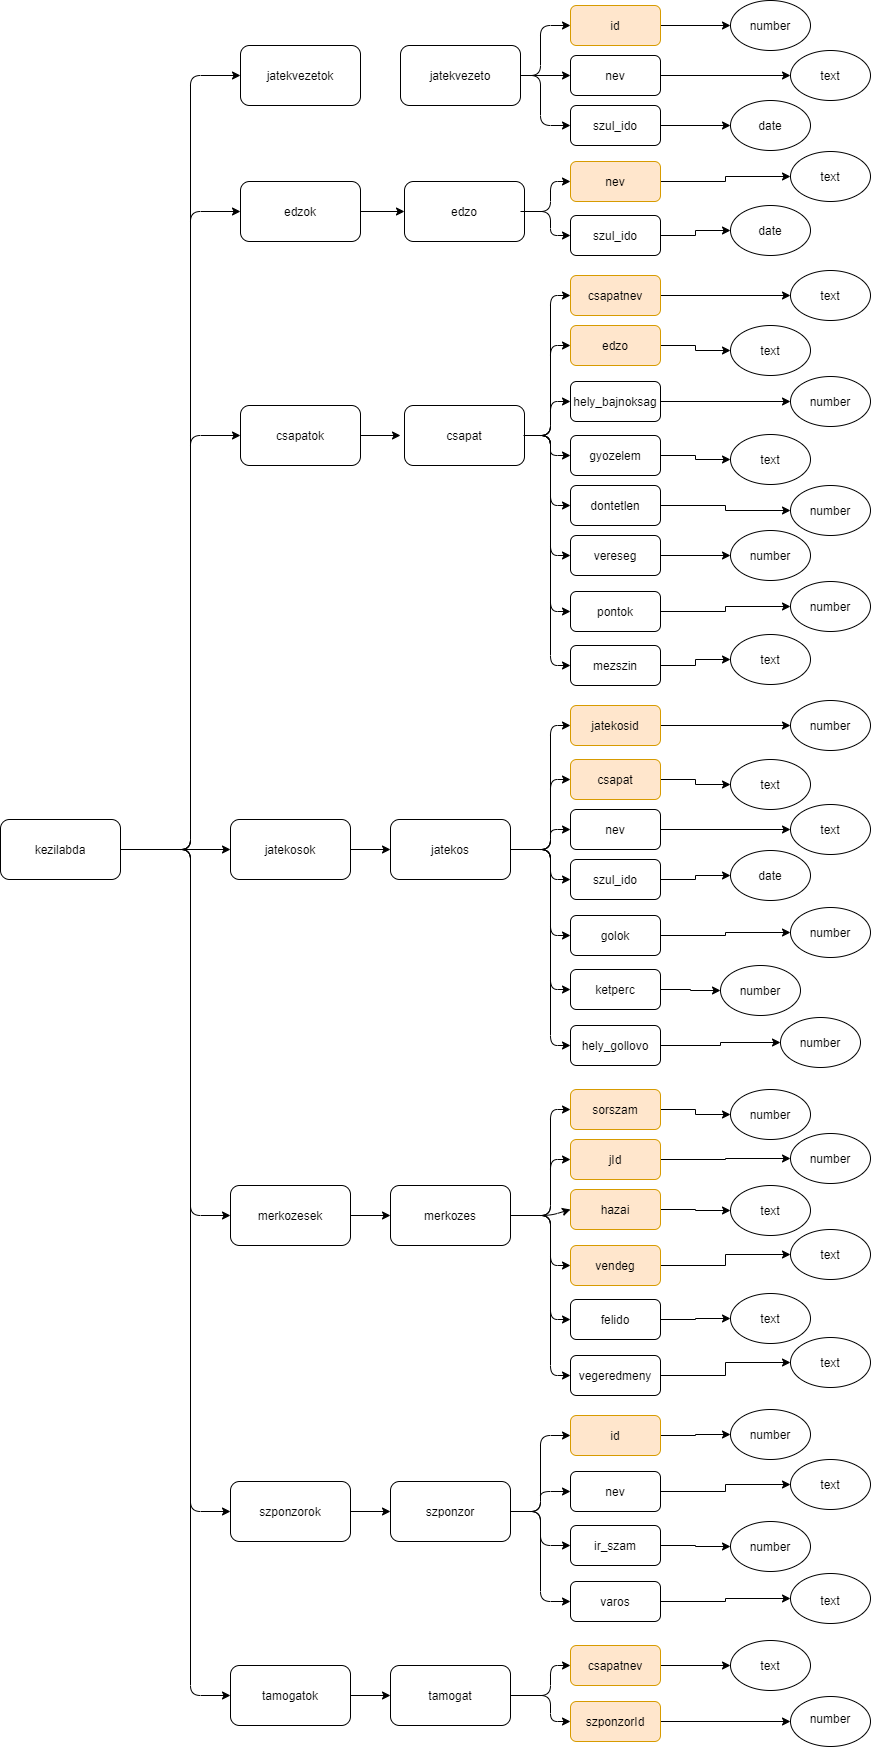 kezilabda
jatekvezetok
jatekvezeto
id
number
nev
text
szul_ido
date
edzok
edzo
nev
text
szul_ido
date
csapatok
csapat
csapatnev
text
edzo
text
hely_bajnoksag
number
gyozelem
text
dontetlen
number
vereseg
number
pontok
number
mezszin
text
jatekosok
jatekos
jatekosid
number
csapat
text
nev
text
szul_ido
date
golok
number
ketperc
number
hely_gollovo
number
merkozesek
merkozes
sorszam
number
jId
number
hazai
text
vendeg
text
felido
text
vegeredmeny
text
szponzorok
szponzor
id
number
nev
text
ir_szam
number
varos
text
tamogatok
tamogat
csapatnev
text
szponzorId
number